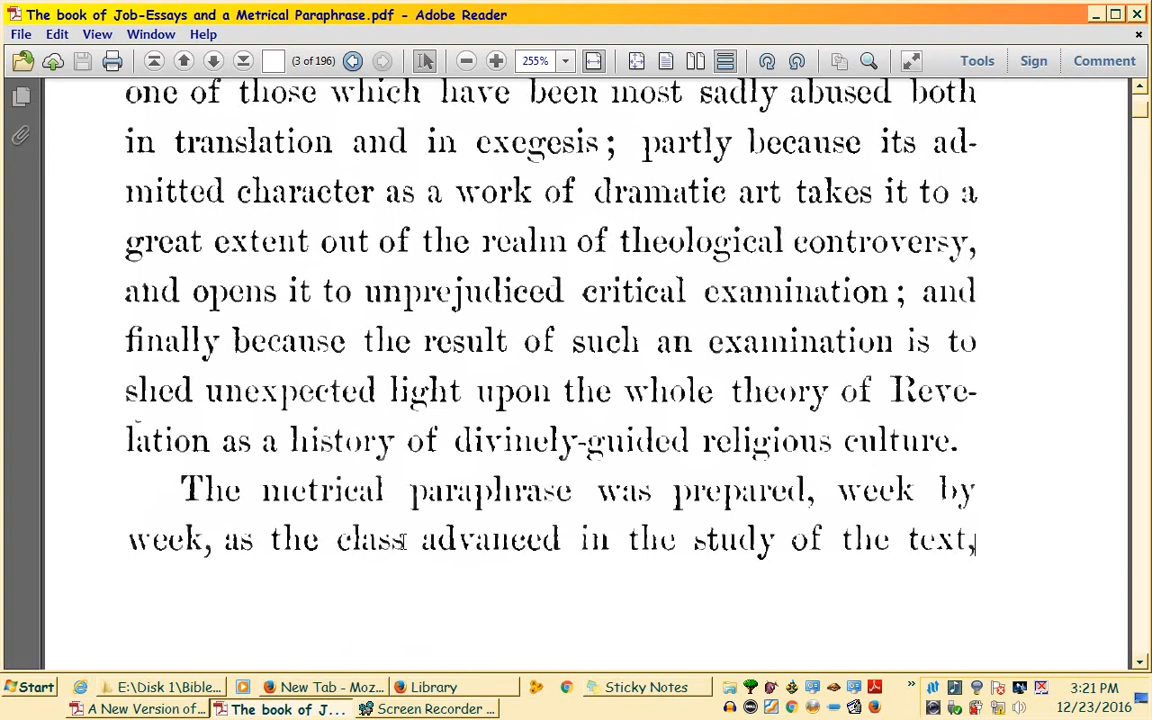 The book of Job-Essays and a Metrical Paraphrase.pdf - Adobe Reader
File Edit View Window Help
(3 of 196) 255% Tools Sign Comment
one of those which have been most sadly abused both
in translation and in exegesis; partly because its ad-
mitted character as a work of dramatic art takes it to a
great extent out of the realm of theological controversy,
and opens it to unprejudiced critical examination; and
finally because the result of such an examination is to
shed unexpected light upon the whole theory of Reve-
lation as a history of divinely-guided religious culture.
The metrical paraphrase was prepared, week by
week, as the class advanced in the study of the text,
Start E:\Disk 1\Bible... New Tab - Moz... Library Sticky Notes 3:21 PM
A New Version of... The book of J... Screen Recorder ... 12/23/2016